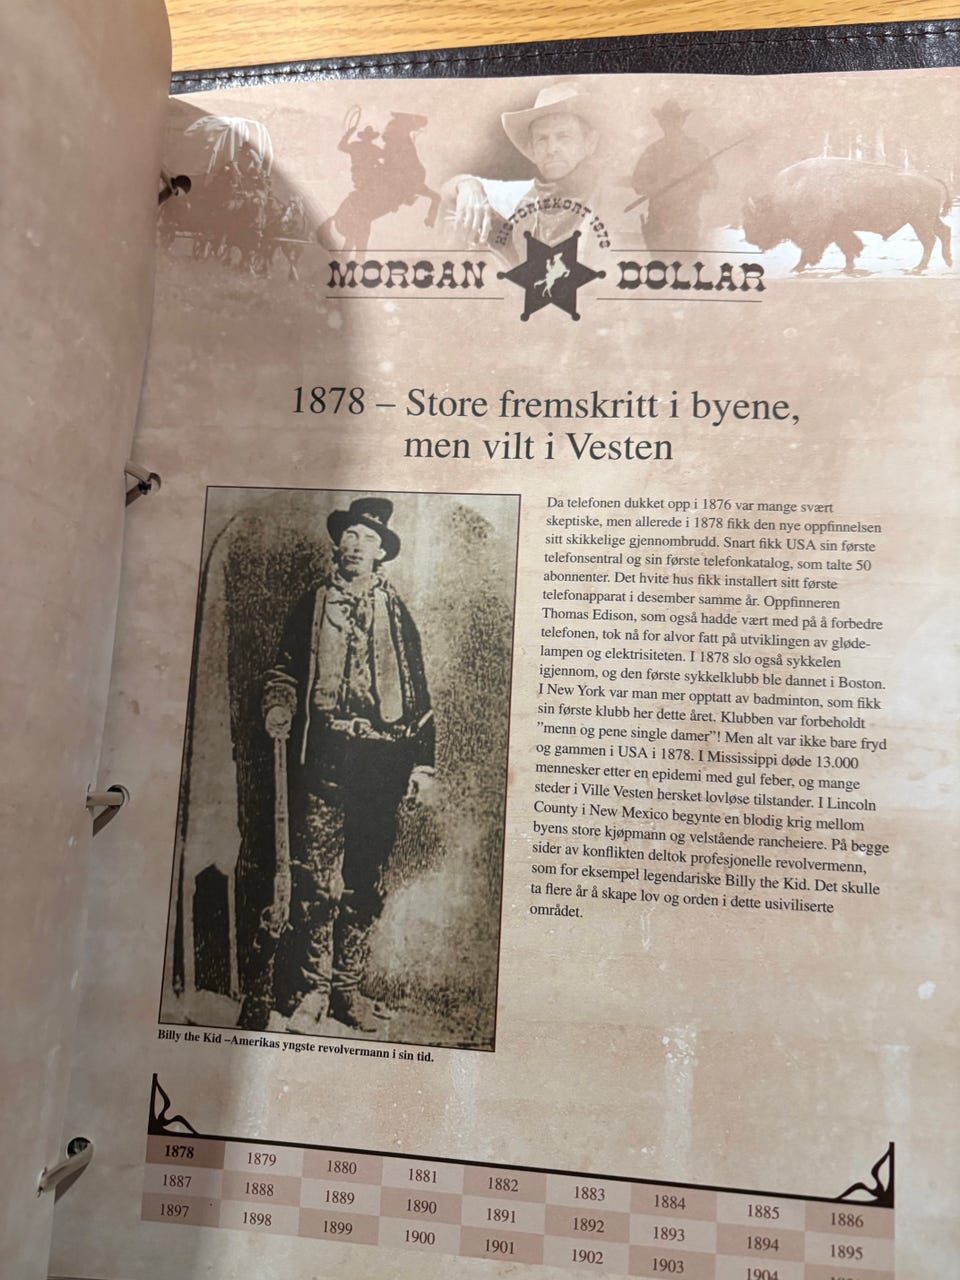 HISTORIEKORT 1878
MORGAN DOLLAR
1878 – Store fremskritt i byene,
men vilt i Vesten
Da telefonen dukket opp i 1876 var mange svært
skeptiske, men allerede i 1878 fikk den nye oppfinnelsen
sitt skikkelige gjennombrudd. Snart fikk USA sin første
telefonsentral og sin første telefonkatalog, som talte 50
abonnenter. Det hvite hus fikk installert sitt første
telefonapparat i desember samme år. Oppfinneren
Thomas Edison, som også hadde vært med på å forbedre
telefonen, tok nå for alvor fatt på utviklingen av gløde-
lampen og elektrisiteten. I 1878 slo også sykkelen
igjennom, og den første sykkelklubb ble dannet i Boston.
I New York var man mer opptatt av badminton, som fikk
sin første klubb her dette året. Klubben var forbeholdt
”menn og pene single damer”! Men alt var ikke bare fryd
og gammen i USA i 1878. I Mississippi døde 13.000
mennesker etter en epidemi med gul feber, og mange
steder i Ville Vesten hersket lovløse tilstander. I Lincoln
County i New Mexico begynte en blodig krig mellom
byens store kjøpmann og velstående rancheiere. På begge
sider av konflikten deltok profesjonelle revolvermenn,
som for eksempel legendariske Billy the Kid. Det skulle
ta flere år å skape lov og orden i dette usiviliserte
området.
Billy the Kid –Amerikas yngste revolvermann i sin tid.
1878 1879 1880 1881 1882 1883 1884 1885 1886
1887 1888 1889 1890 1891 1892 1893 1894 1895
1897 1898 1899 1900 1901 1902 1903 1904